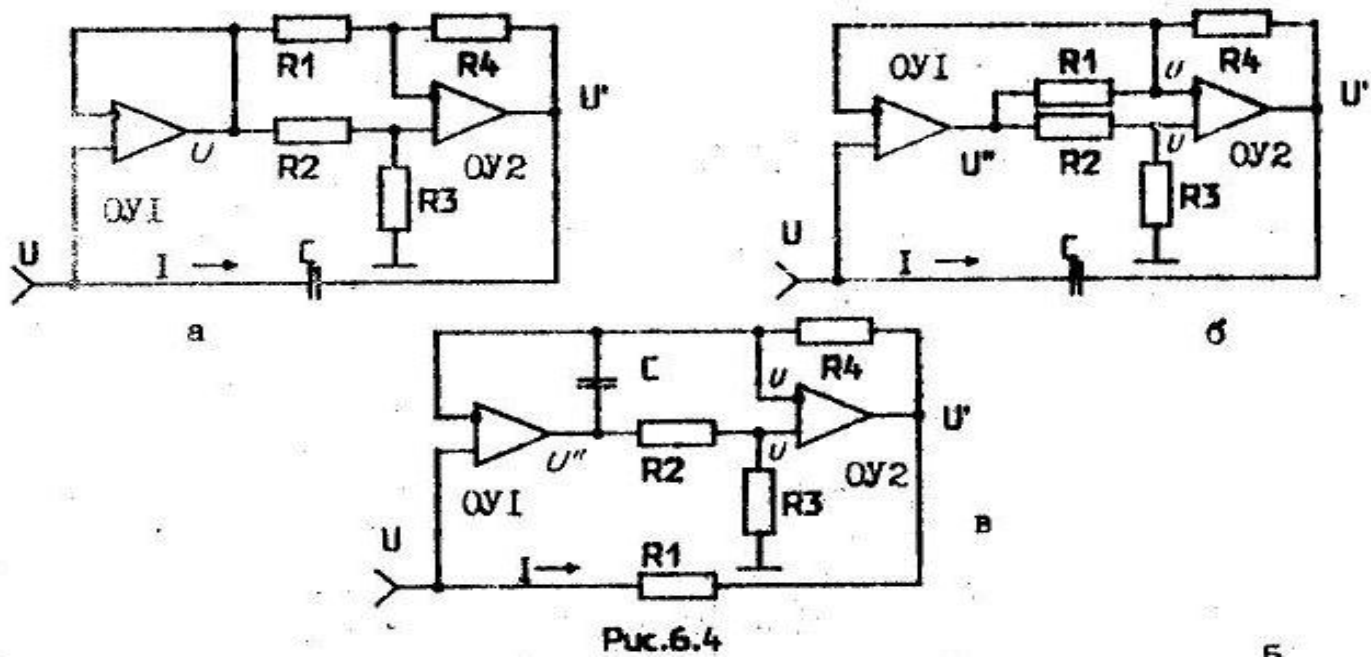 R1 R4
ОУ1 U R2 ОУ2 U'
R3
U I C
а
ОУ1 R1 U R4
U" R2 U ОУ2 U'
R3
U I C
б
C U R4
ОУ1 U" R2 U ОУ2 U'
R3
U I R1
в
Рис.6.4